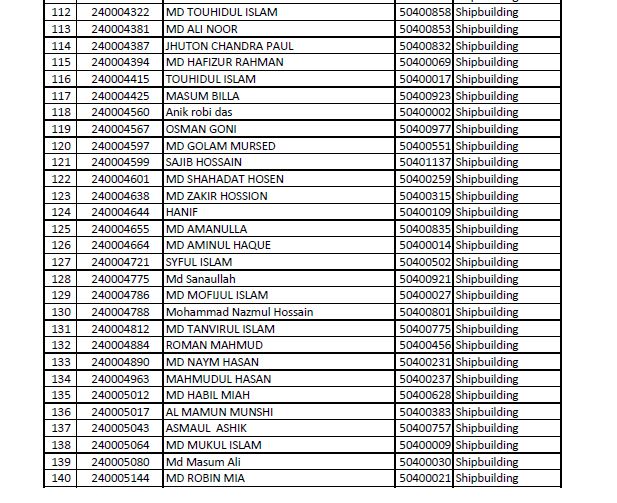 112 240004322 MD TOUHIDUL ISLAM 50400858 Shipbuilding
113 240004381 MD ALI NOOR 50400853 Shipbuilding
114 240004387 JHUTON CHANDRA PAUL 50400832 Shipbuilding
115 240004394 MD HAFIZUR RAHMAN 50400069 Shipbuilding
116 240004415 TOUHIDUL ISLAM 50400017 Shipbuilding
117 240004425 MASUM BILLA 50400923 Shipbuilding
118 240004560 Anik robi das 50400002 Shipbuilding
119 240004567 OSMAN GONI 50400977 Shipbuilding
120 240004597 MD GOLAM MURSED 50400551 Shipbuilding
121 240004599 SAJIB HOSSAIN 50401137 Shipbuilding
122 240004601 MD SHAHADAT HOSEN 50400259 Shipbuilding
123 240004638 MD ZAKIR HOSSION 50400315 Shipbuilding
124 240004644 HANIF 50400109 Shipbuilding
125 240004655 MD AMANULLA 50400835 Shipbuilding
126 240004664 MD AMINUL HAQUE 50400014 Shipbuilding
127 240004721 SYFUL ISLAM 50400502 Shipbuilding
128 240004775 Md Sanaullah 50400921 Shipbuilding
129 240004786 MD MOFIJUL ISLAM 50400027 Shipbuilding
130 240004788 Mohammad Nazmul Hossain 50400801 Shipbuilding
131 240004812 MD TANVIRUL ISLAM 50400775 Shipbuilding
132 240004884 ROMAN MAHMUD 50400456 Shipbuilding
133 240004890 MD NAYM HASAN 50400231 Shipbuilding
134 240004963 MAHMUDUL HASAN 50400237 Shipbuilding
135 240005012 MD HABIL MIAH 50400628 Shipbuilding
136 240005017 AL MAMUN MUNSHI 50400383 Shipbuilding
137 240005043 ASMAUL ASHIK 50400757 Shipbuilding
138 240005064 MD MUKUL ISLAM 50400009 Shipbuilding
139 240005080 Md Masum Ali 50400030 Shipbuilding
140 240005144 MD ROBIN MIA 50400021 Shipbuilding